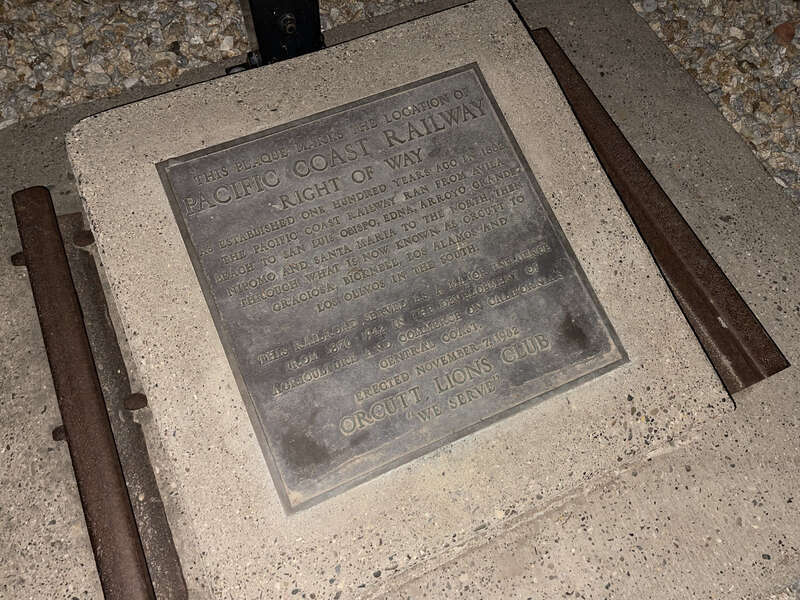 THIS PLAQUE MARKS THE LOCATION OF
PACIFIC COAST RAILWAY
RIGHT OF WAY
AS ESTABLISHED ONE HUNDRED YEARS AGO IN 1882
THE PACIFIC COAST RAILWAY RAN FROM AVILA
BEACH TO SAN LUIS OBISPO, EDNA, ARROYO GRANDE,
NIPOMO AND SANTA MARIA TO THE NORTH, THEN
THROUGH WHAT IS NOW KNOWN AS ORCUTT TO
GRACIOSA, BICKNELL, LOS ALAMOS AND
LOS OLIVOS IN THE SOUTH.
THIS RAILROAD SERVED AS A MAJOR
FROM 1876 - 1942 IN THE DEVELOPMENT OF
AGRICULTURE AND COMMERCE ON CALIFORNIA'S
CENTRAL COAST.
ERECTED NOVEMBER 7, 1982
ORCUTT LIONS CLUB
"WE SERVE"